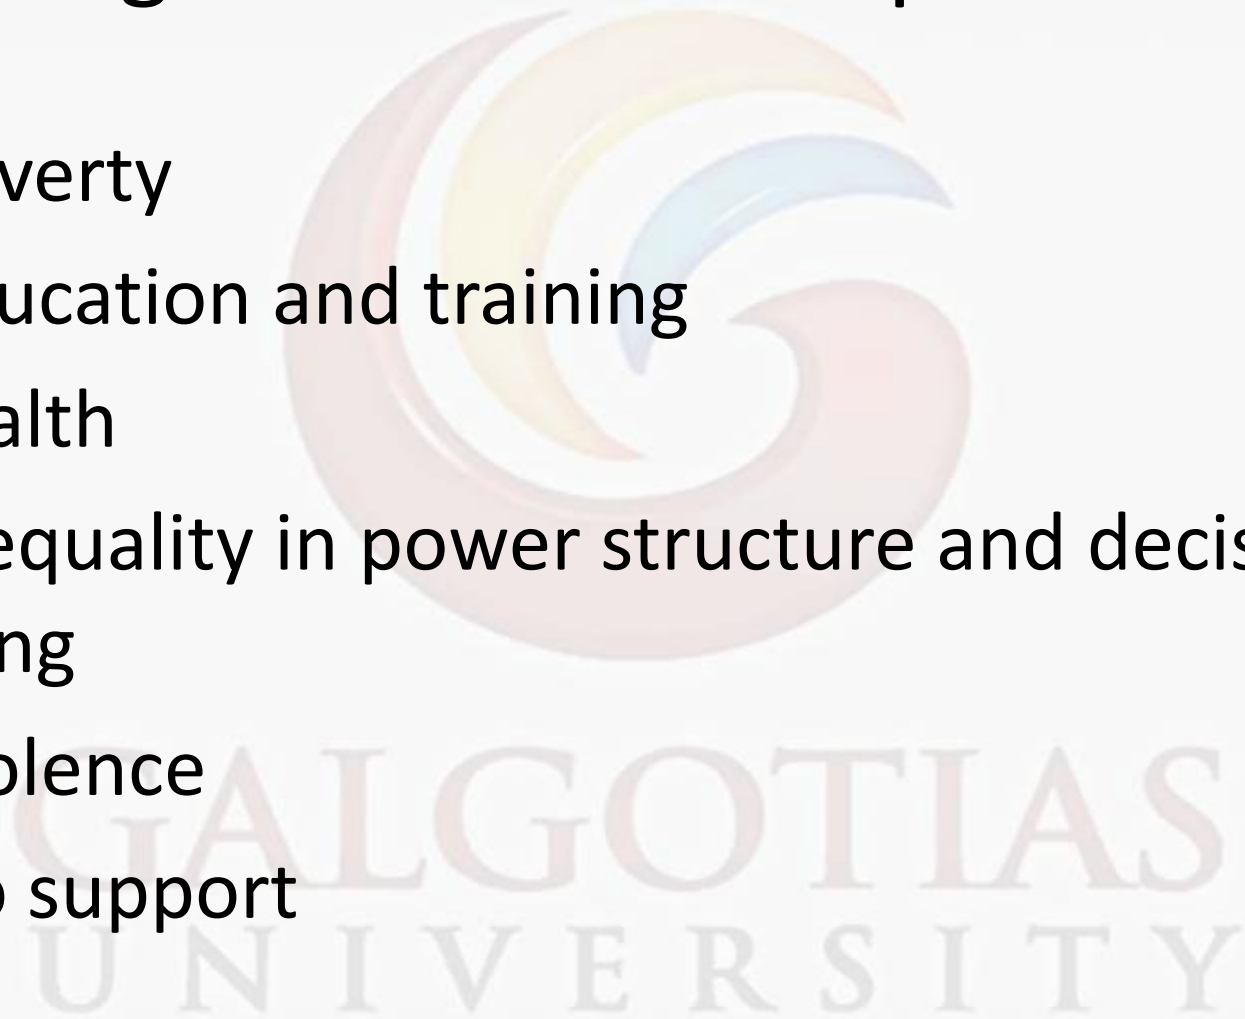 verty
ucation and training
alth
equality in power structure and decis
ng
olence
o support
GALGOTIAS
UNIVERSITY